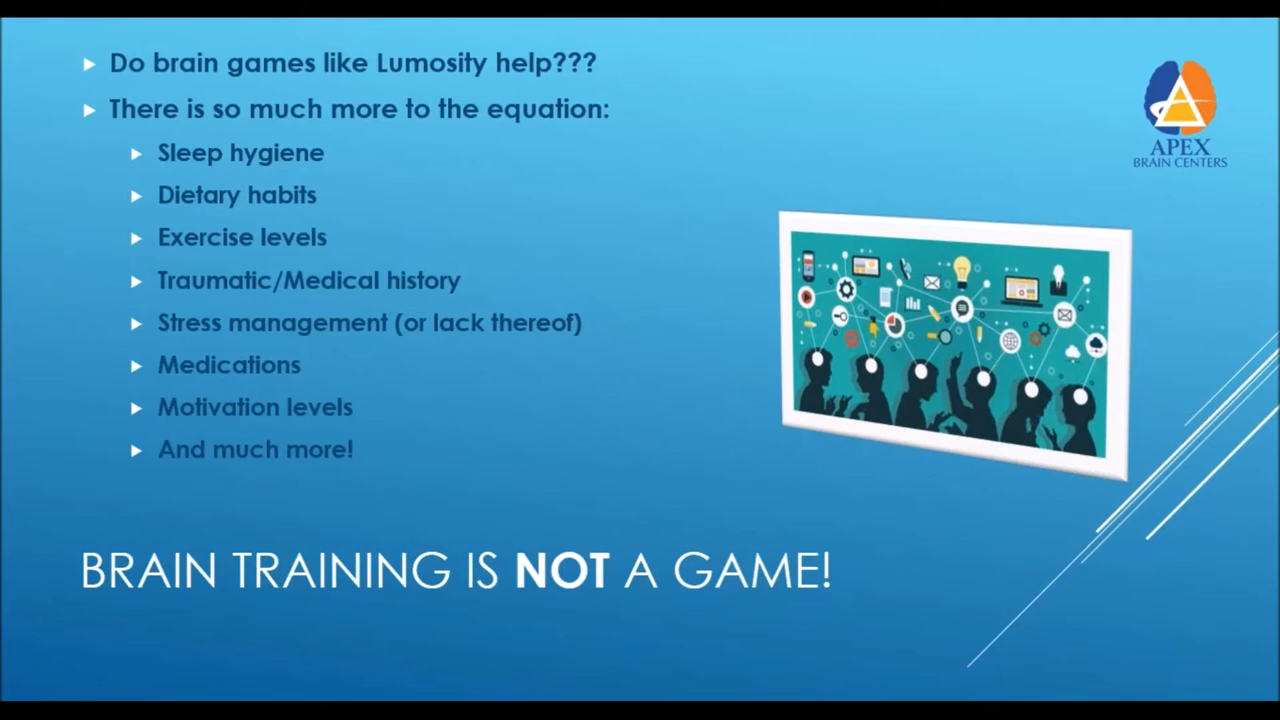 Do brain games like Lumosity help???
There is so much more to the equation:
Sleep hygiene
Dietary habits
Exercise levels
Traumatic/Medical history
Stress management (or lack thereof)
Medications
Motivation levels
And much more!
APEX
BRAIN CENTERS
BRAIN TRAINING IS NOT A GAME!